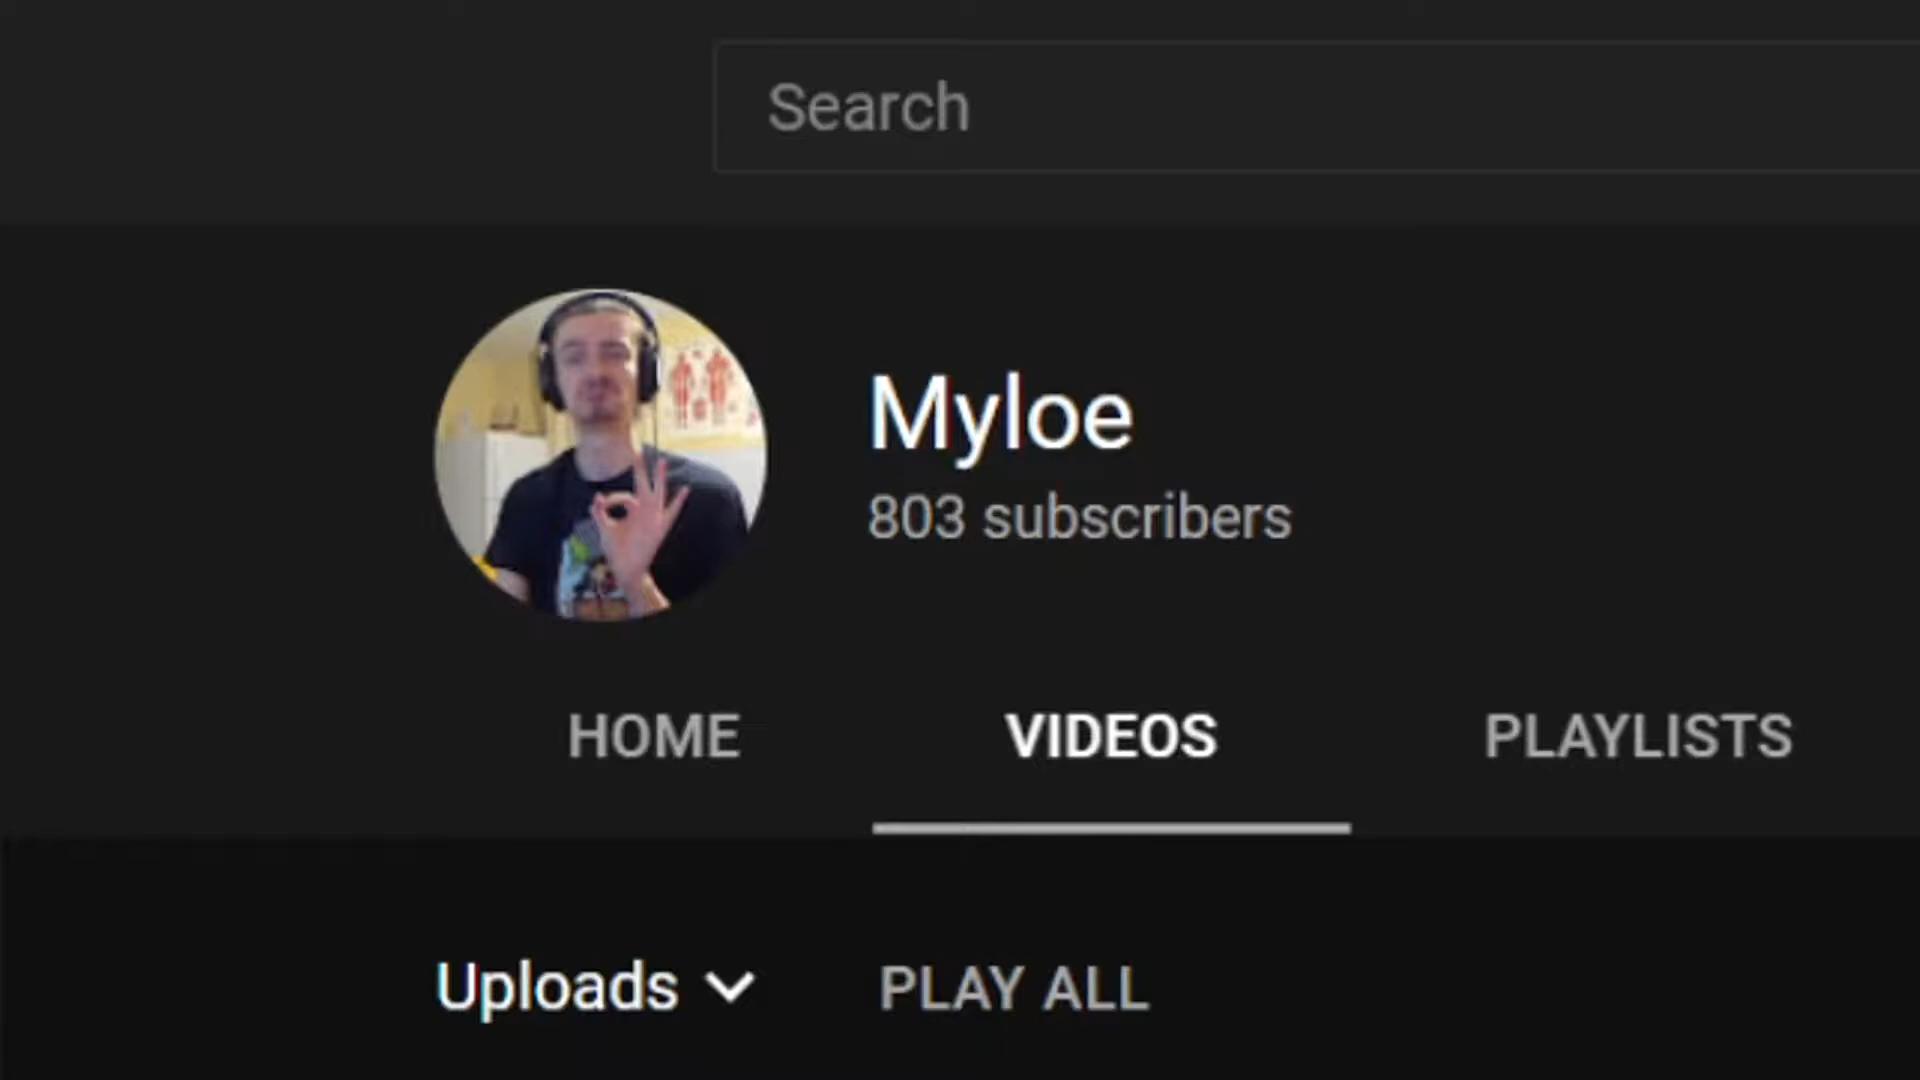 Search
Myloe
803 subscribers
HOME VIDEOS PLAYLISTS
Uploads PLAY ALL